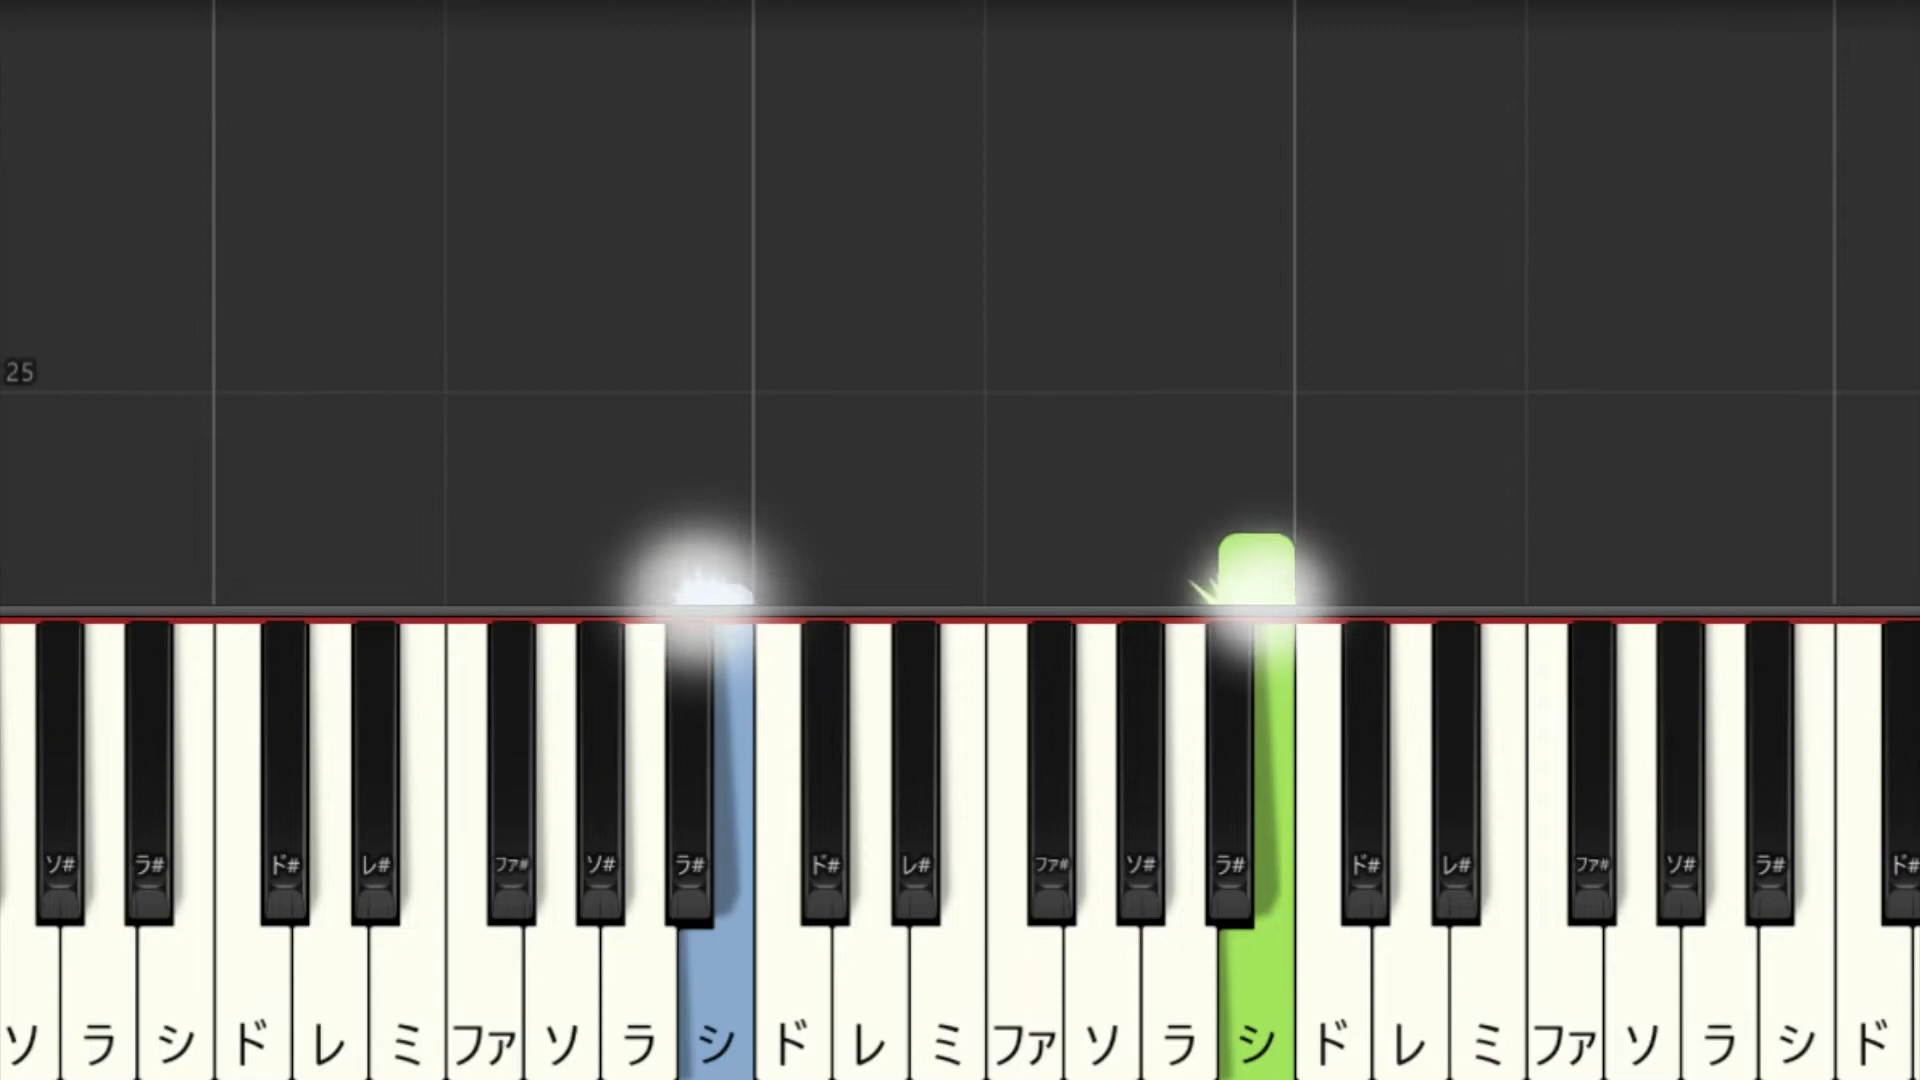 25
ソ# ラ# ド# レ# ファ# ソ# ラ# ド# レ# ファ# ソ# ラ# ド# レ# ファ# ソ# ラ# ド#
ソ ラ シ ド レ ミ ファ ソ ラ シ ド レ ミ ファ ソ ラ シ ド レ ミ ファ ソ ラ シ ド